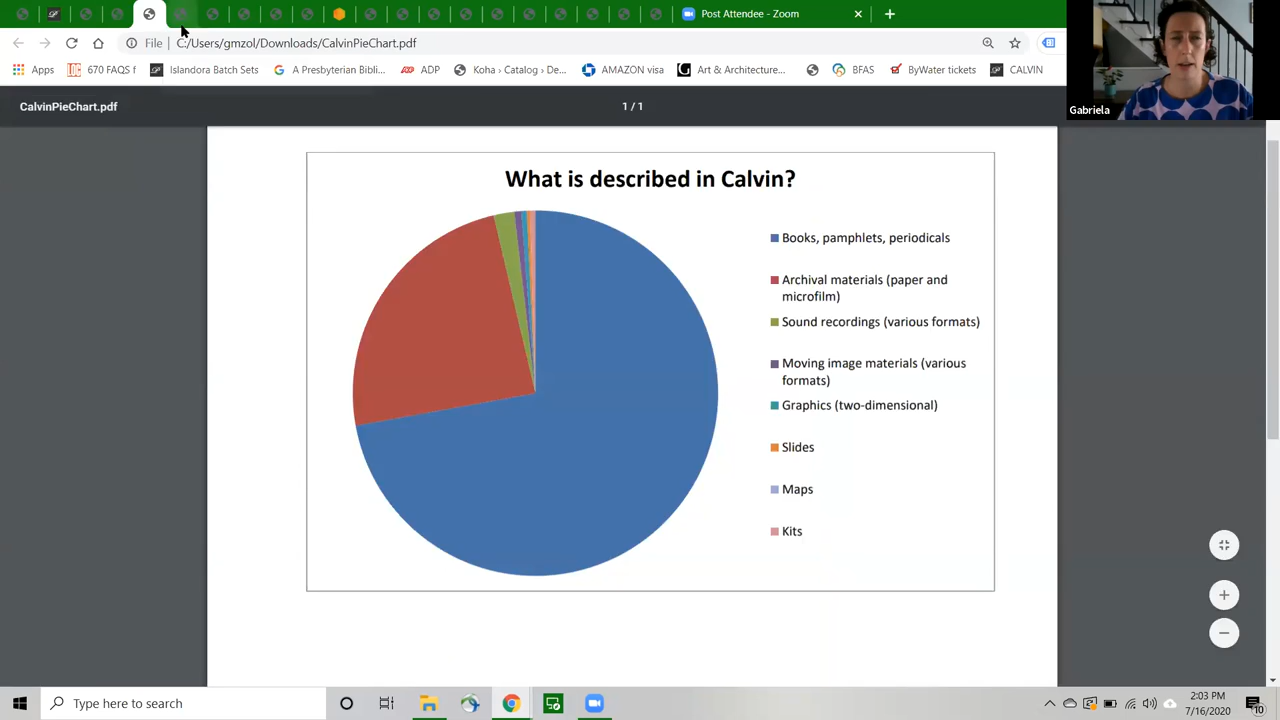 Post Attendee - Zoom
File
C:/Users/gmzol/Downloads/CalvinPieChart.pdf
Apps
670 FAQS f
Islandora Batch Sets
A Presbyterian Bibli...
ADP
Koha › Catalog › De...
AMAZON visa
Art & Architecture...
BFAS
ByWater tickets
CALVIN
Gabriela
CalvinPieChart.pdf
1 / 1
What is described in Calvin?
Books, pamphlets, periodicals
Archival materials (paper and
microfilm)
Sound recordings (various formats)
Moving image materials (various
formats)
Graphics (two-dimensional)
Slides
Maps
Kits
Type here to search
2:03 PM
7/16/2020
10